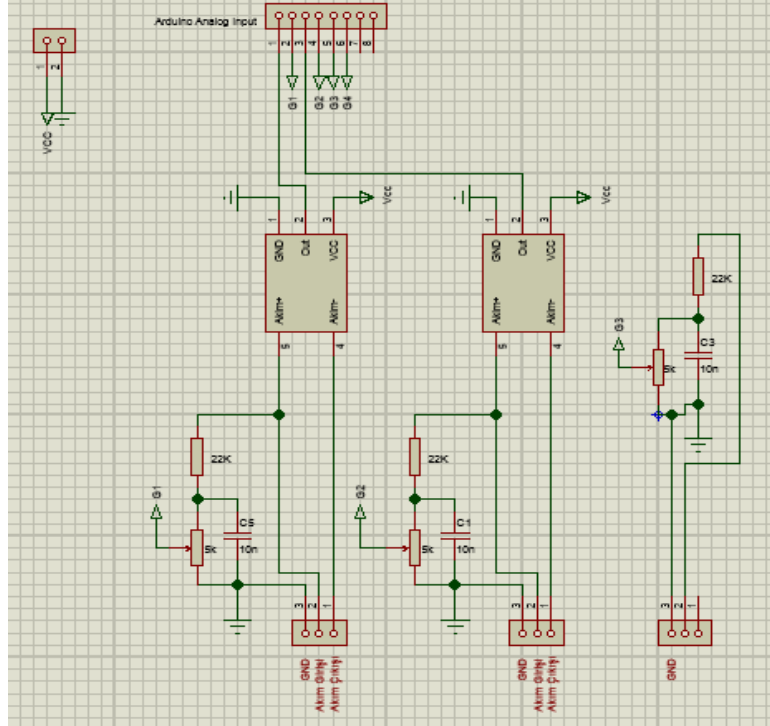 Arduino Analog Input
1 2 3 4 5 6 7 8
G1 G2 G3 G4
1 2
VCC
Vcc
Vcc
1 2 3
1 2 3
GND Out VCC
GND Out VCC
Akım+ Akım-
Akım+ Akım-
5 4
5 4
22K
G3
C3
5k
10n
22K
22K
G1
G2
C5
C1
5k
10n
5k
10n
3 2 1
3 2 1
3 2 1
GND
Akım Girişi
Akım Çıkışı
GND
Akım Girişi
Akım Çıkışı
GND